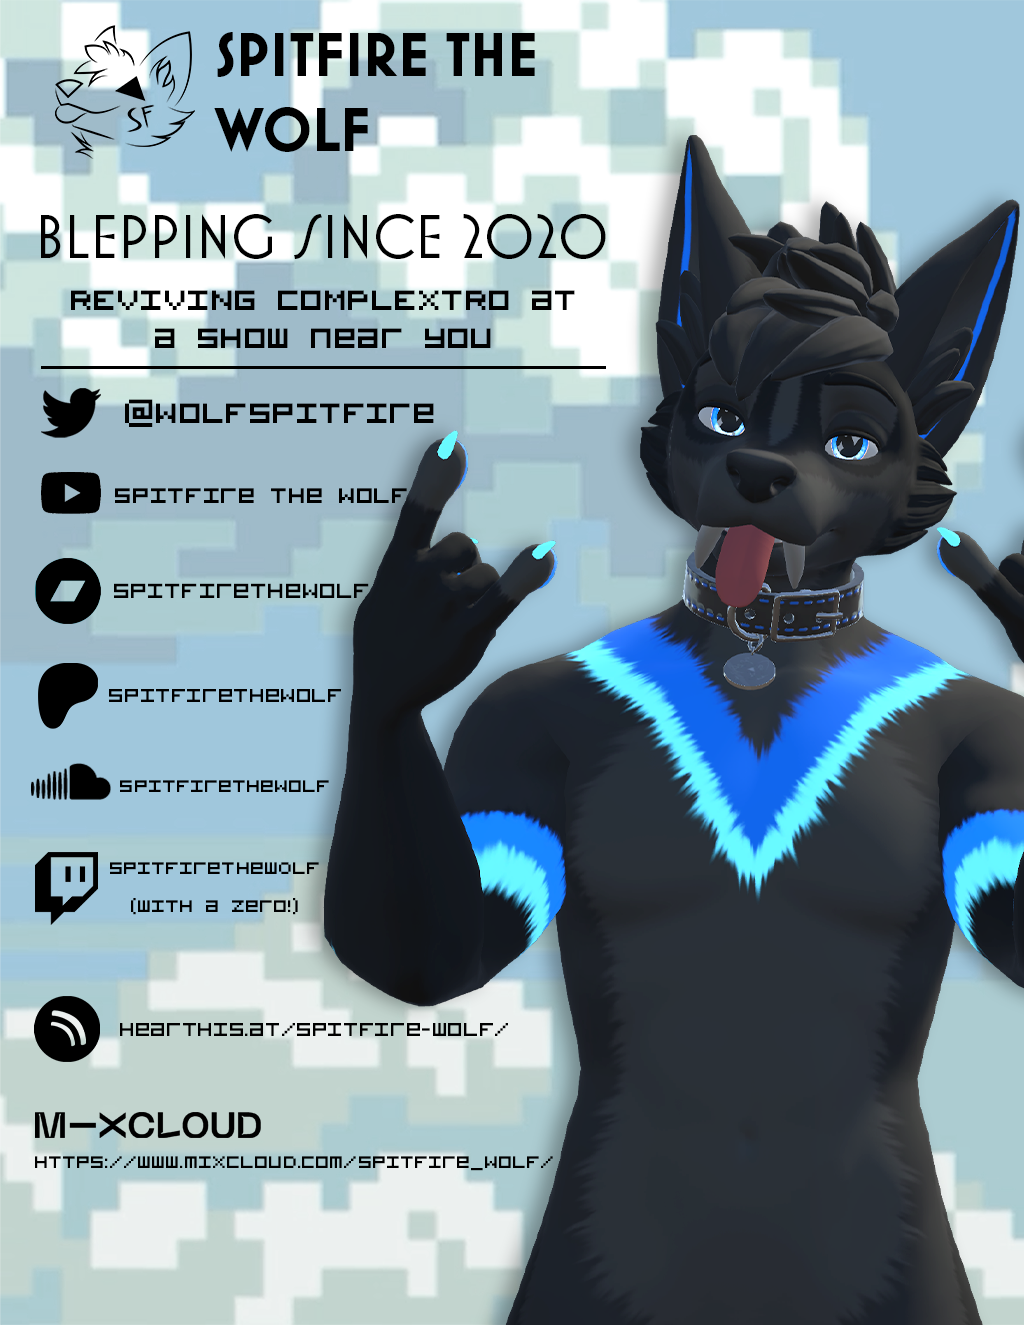 SF
SPITFIRE THE
WOLF
BLEPPING SINCE 2020
REVIVING COMPLEXTRO AT
A SHOW NEAR YOU
@WOLFSPITFIRE
SPITFIRE THE WOLF
SPITFIRETHEWOLF
SPITFIRETHEWOLF
SPITFIRETHEWOLF
SPITFIRETHEW0LF
(WITH A ZERO!)
HEARTHIS.AT/SPITFIRE-WOLF/
MIXCLOUD
HTTPS://WWW.MIXCLOUD.COM/SPITFIRE_WOLF/